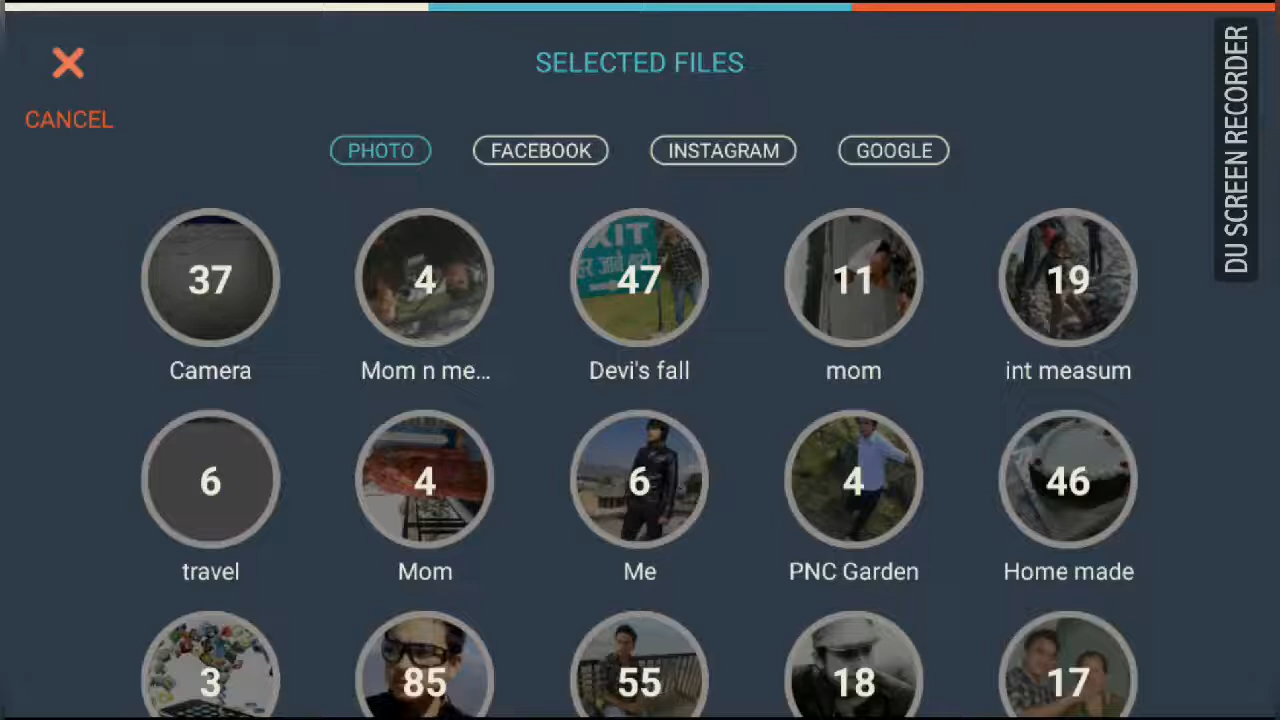 SELECTED FILES
CANCEL
PHOTO FACEBOOK INSTAGRAM GOOGLE
DU SCREEN RECORDER
37 4 47 11 19
Camera Mom n me... Devi's fall mom int measum
6 4 6 4 46
travel Mom Me PNC Garden Home made
3 85 55 18 17